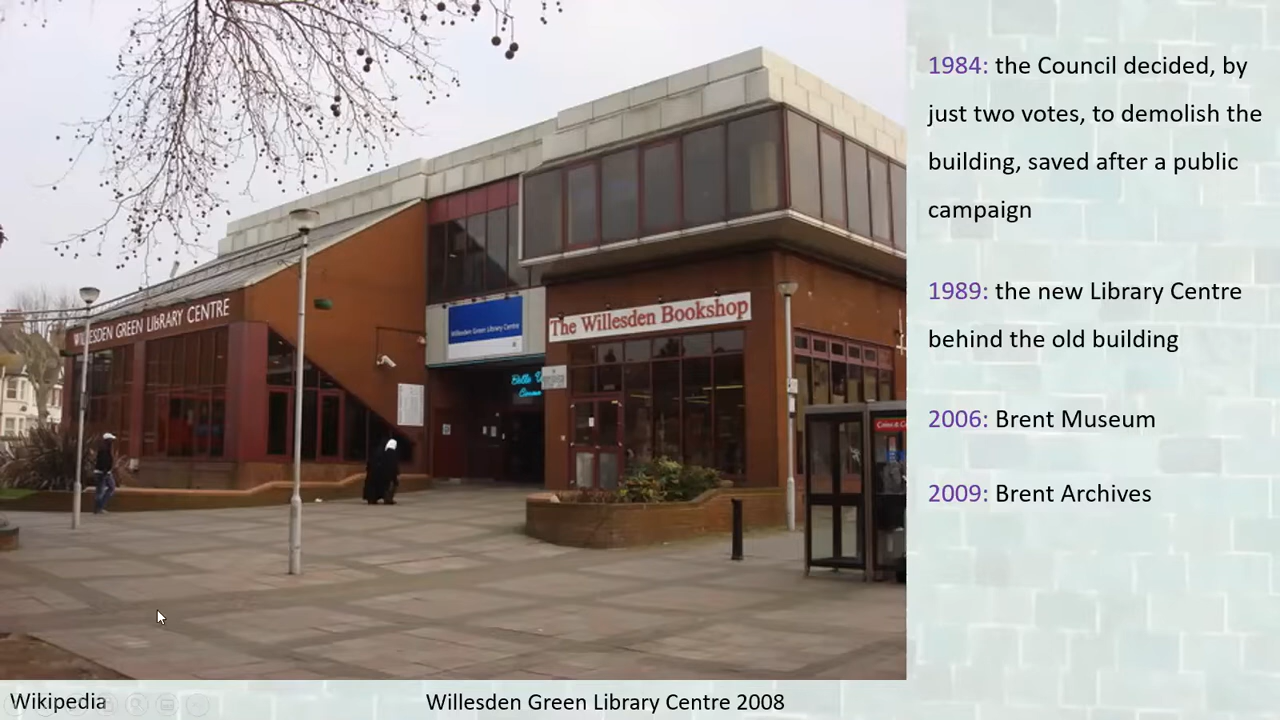 1984: the Council decided, by
just two votes, to demolish the
building, saved after a public
campaign
1989: the new Library Centre
behind the old building
2006: Brent Museum
2009: Brent Archives
WILLESDEN GREEN LIBRARY CENTRE
Willesden Green Library Centre
The Willesden Bookshop
Belle
Wikipedia
Willesden Green Library Centre 2008